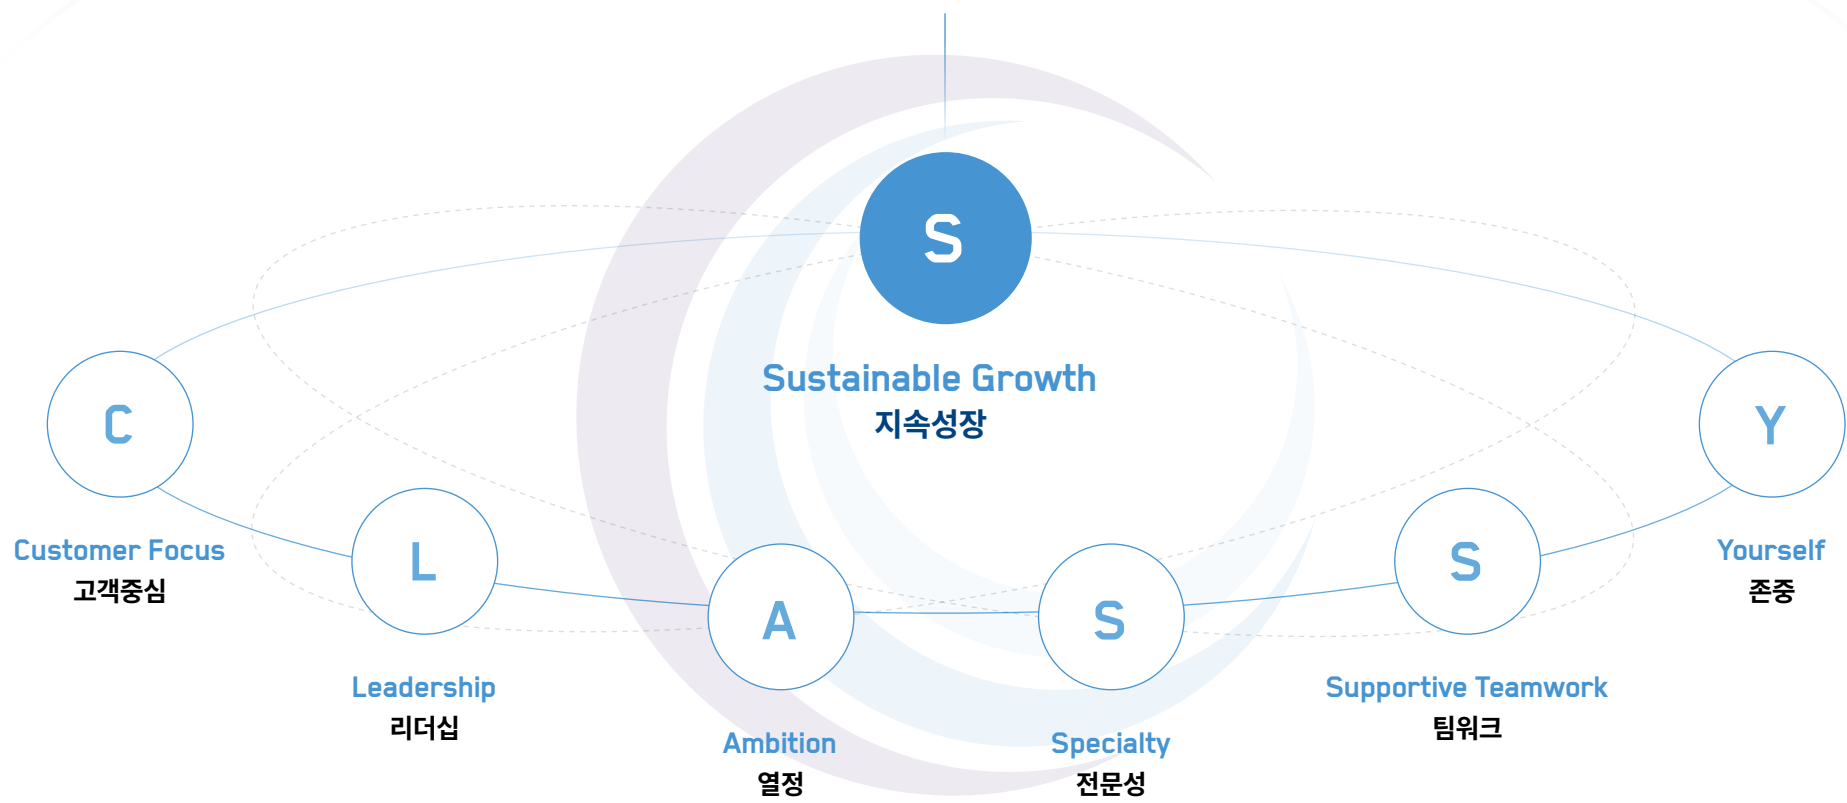 S
Sustainable Growth
지속성장
C
Customer Focus
고객중심
L
Leadership
리더십
A
Ambition
열정
S
Specialty
전문성
S
Supportive Teamwork
팀워크
Y
Yourself
존중